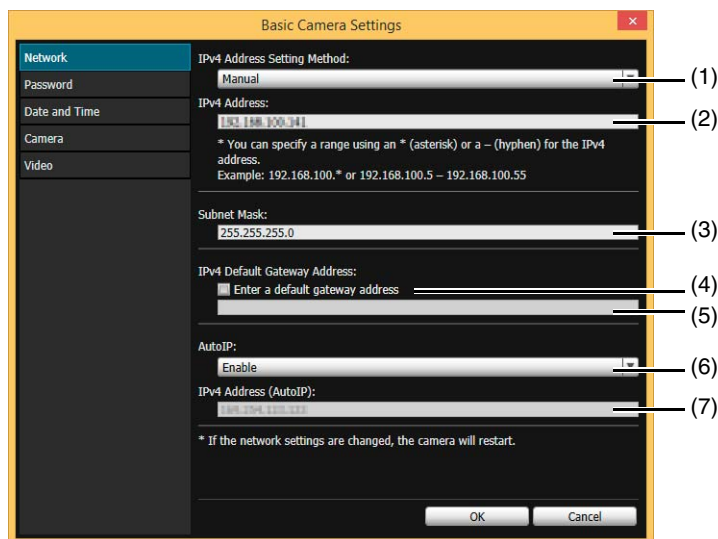 Basic Camera Settings
Network
Password
Date and Time
Camera
Video
IPv4 Address Setting Method:
Manual
(1)
IPv4 Address:
(2)
* You can specify a range using an * (asterisk) or a – (hyphen) for the IPv4
address.
Example: 192.168.100.* or 192.168.100.5 – 192.168.100.55
Subnet Mask:
255.255.255.0
(3)
IPv4 Default Gateway Address:
Enter a default gateway address
(4)
(5)
AutoIP:
Enable
(6)
IPv4 Address (AutoIP):
(7)
* If the network settings are changed, the camera will restart.
OK
Cancel